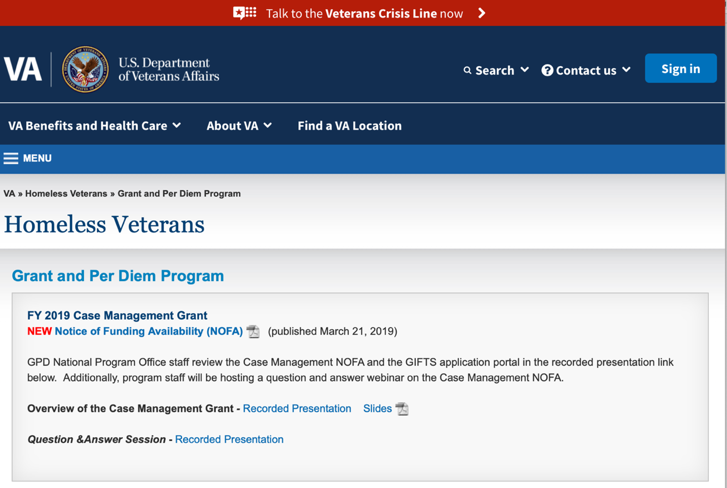 Talk to the Veterans Crisis Line now
VA
U.S. Department
of Veterans Affairs
Search
Contact us
Sign in
VA Benefits and Health Care
About VA
Find a VA Location
MENU
VA » Homeless Veterans » Grant and Per Diem Program
Homeless Veterans
Grant and Per Diem Program
FY 2019 Case Management Grant
NEW Notice of Funding Availability (NOFA) (published March 21, 2019)
GPD National Program Office staff review the Case Management NOFA and the GIFTS application portal in the recorded presentation link
below. Additionally, program staff will be hosting a question and answer webinar on the Case Management NOFA.
Overview of the Case Management Grant - Recorded Presentation Slides
Question &Answer Session - Recorded Presentation